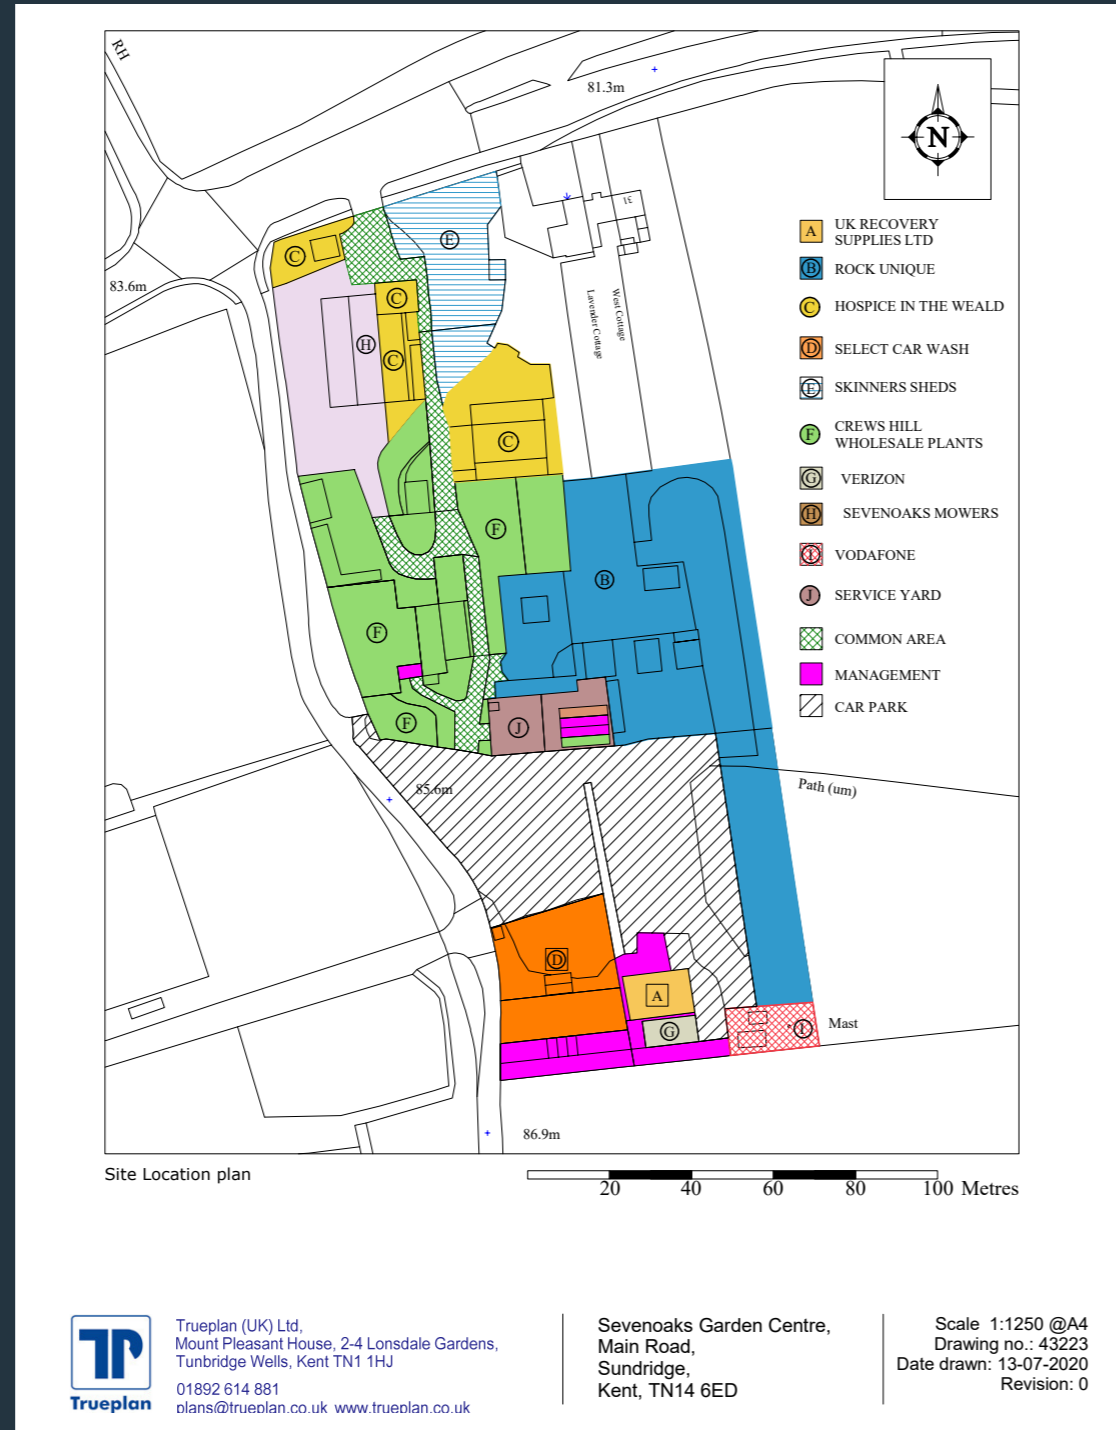 RH
81.3m
N
83.6m
31
Lavender Cottage
West Cottage
C
E
C
H
C
C
F
B
F
F
J
85.6m
Path (um)
D
A
G
I
Mast
86.9m
A UK RECOVERY
SUPPLIES LTD
B ROCK UNIQUE
C HOSPICE IN THE WEALD
D SELECT CAR WASH
E SKINNERS SHEDS
F CREWS HILL
WHOLESALE PLANTS
G VERIZON
H SEVENOAKS MOWERS
I VODAFONE
J SERVICE YARD
COMMON AREA
MANAGEMENT
CAR PARK
Site Location plan
20 40 60 80 100 Metres
TP
Trueplan
Trueplan (UK) Ltd,
Mount Pleasant House, 2-4 Lonsdale Gardens,
Tunbridge Wells, Kent TN1 1HJ
01892 614 881
plans@trueplan.co.uk www.trueplan.co.uk
Sevenoaks Garden Centre,
Main Road,
Sundridge,
Kent, TN14 6ED
Scale 1:1250 @A4
Drawing no.: 43223
Date drawn: 13-07-2020
Revision: 0